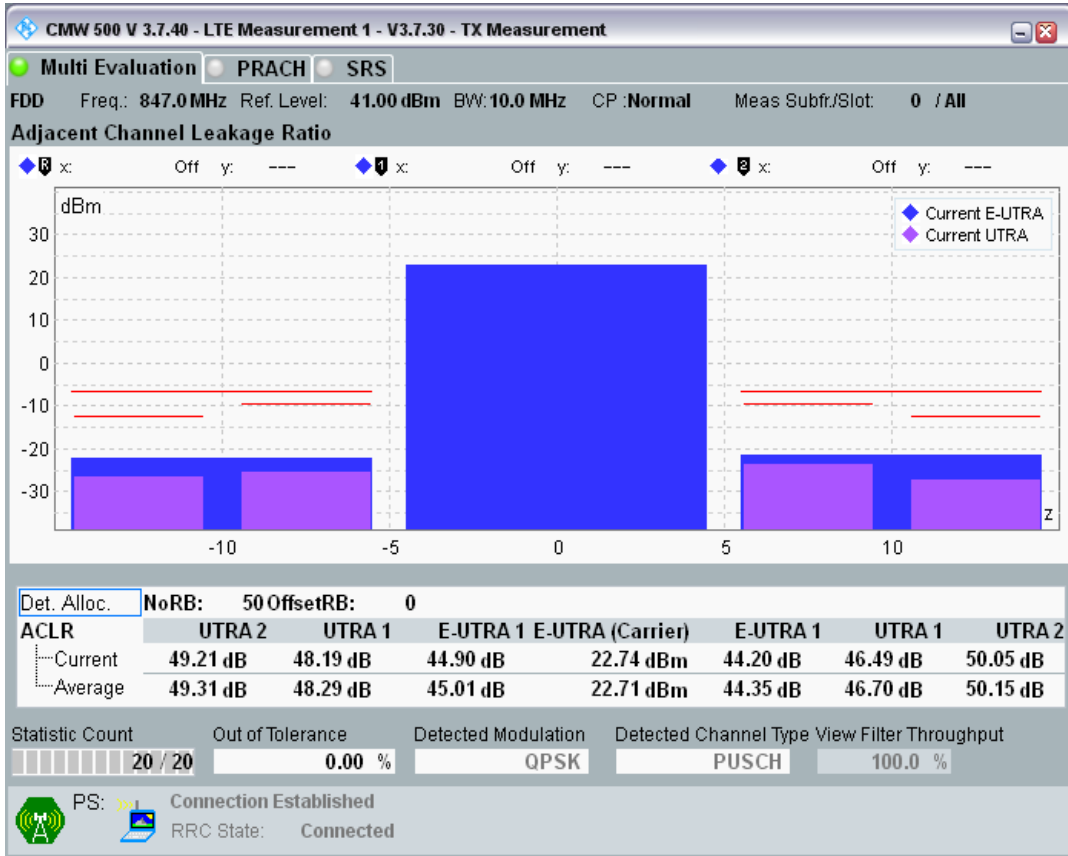 CMW 500 V 3.7.40 - LTE Measurement 1 - V3.7.30 - TX Measurement
Multi Evaluation PRACH SRS
FDD Freq.: 847.0 MHz Ref. Level: 41.00 dBm BW: 10.0 MHz CP :Normal Meas Subfr./Slot: 0 / All
Adjacent Channel Leakage Ratio
R x: Off y: --- 1 x: Off y: --- 2 x: Off y: ---
dBm
Current E-UTRA
Current UTRA
30
20
10
0
-10
-20
-30
z
-10 -5 0 5 10
Det. Alloc. NoRB: 50 OffsetRB: 0
ACLR UTRA 2 UTRA 1 E-UTRA 1 E-UTRA (Carrier) E-UTRA 1 UTRA 1 UTRA 2
Current 49.21 dB 48.19 dB 44.90 dB 22.74 dBm 44.20 dB 46.49 dB 50.05 dB
Average 49.31 dB 48.29 dB 45.01 dB 22.71 dBm 44.35 dB 46.70 dB 50.15 dB
Statistic Count Out of Tolerance Detected Modulation Detected Channel Type View Filter Throughput
20 / 20 0.00 % QPSK PUSCH 100.0 %
PS: Connection Established
RRC State: Connected